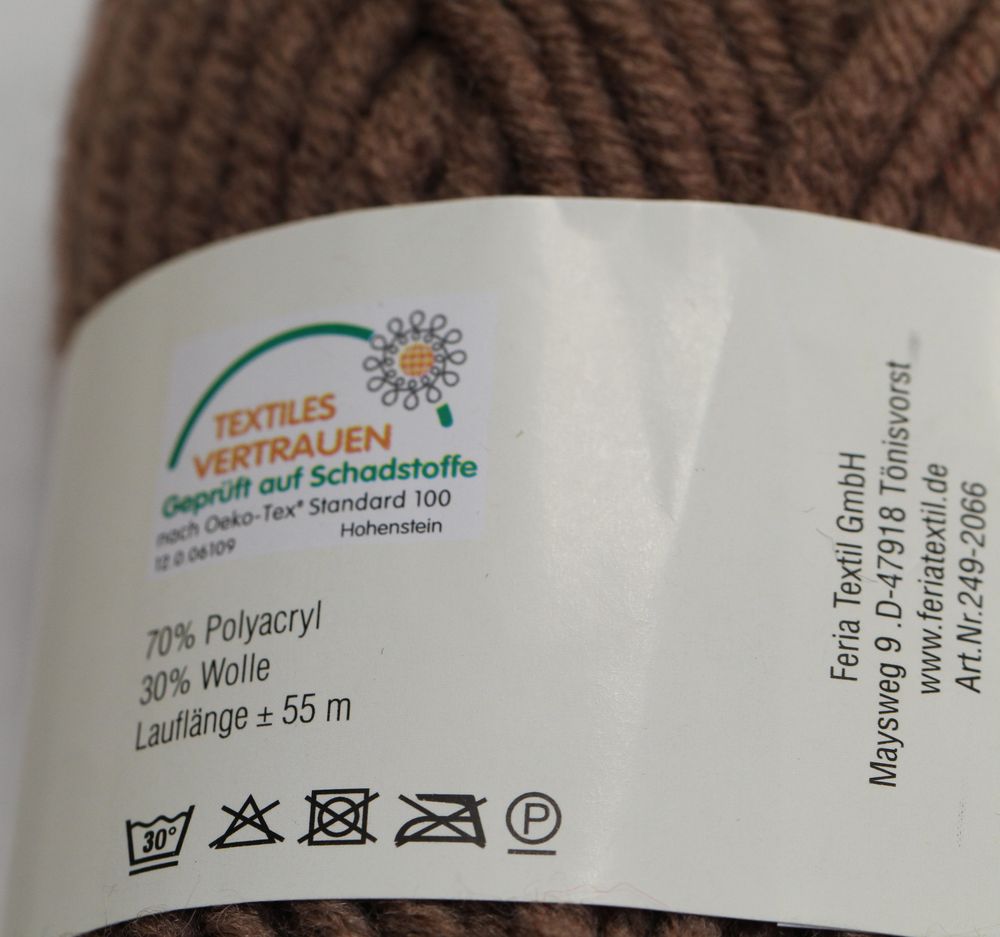 TEXTILES
VERTRAUEN
Geprüft auf Schadstoffe
nach Oeko-Tex® Standard 100
12.0.06109 Hohenstein
70% Polyacryl
30% Wolle
Lauflänge ± 55 m
30°
P
Feria Textil GmbH
Maysweg 9 .D-47918 Tönisvorst
www.feriatextil.de
Art.Nr.249-2066